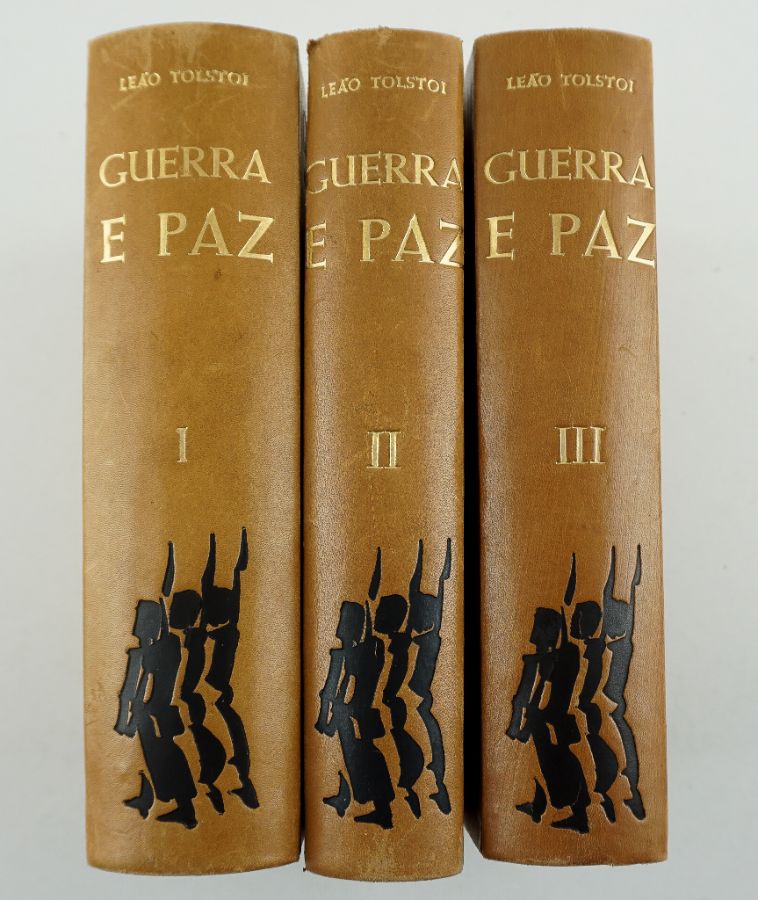 LEÃO TOLSTOI
GUERRA
E PAZ
I
LEÃO TOLSTOI
GUERRA
E PAZ
II
LEÃO TOLSTOI
GUERRA
E PAZ
III